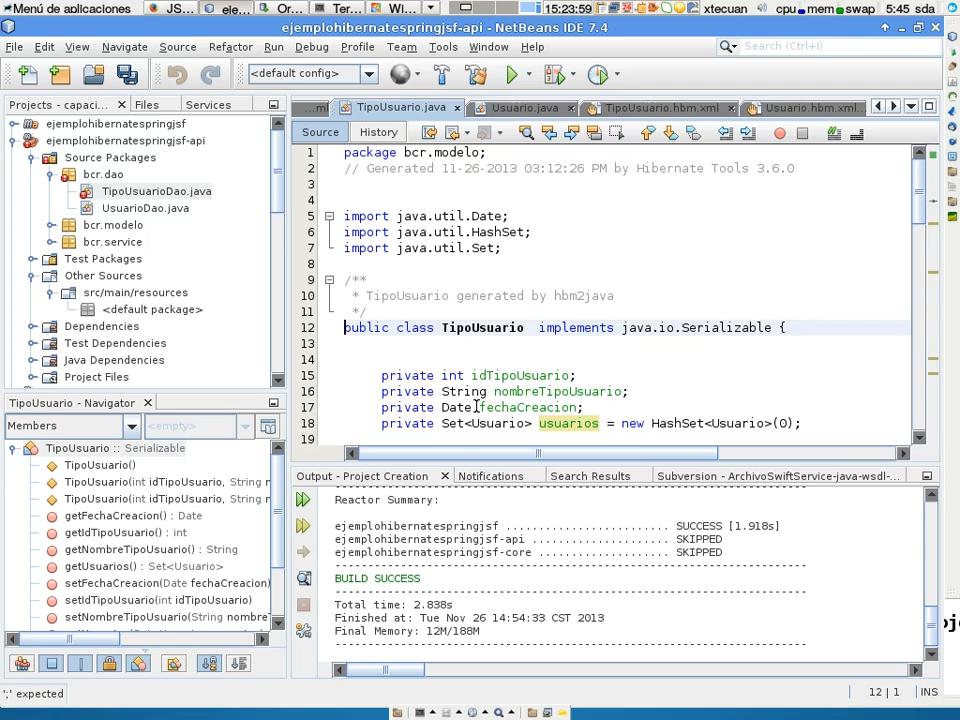 Menú de aplicaciones
JS...
ele...
Or...
Ter...
Wi...
15:23:59
xtecuan
cpu mem swap
5:45 sda
ejemplohibernatespringjsf-api - NetBeans IDE 7.4
File Edit View Navigate Source Refactor Run Debug Profile Team Tools Window Help
Search (Ctrl+I)
<default config>
Projects - capaci... Files Services
...m TipoUsuario.java Usuario.java TipoUsuario.hbm.xml Usuario.hbm.xml...
ejemplohibernatespringjsf
ejemplohibernatespringjsf-api
Source Packages
bcr.dao
TipoUsuarioDao.java
UsuarioDao.java
bcr.modelo
bcr.service
Test Packages
Other Sources
src/main/resources
<default package>
Dependencies
Test Dependencies
Java Dependencies
Project Files
Source History
1 package bcr.modelo;
2 // Generated 11-26-2013 03:12:26 PM by Hibernate Tools 3.6.0
3
4
5 import java.util.Date;
6 import java.util.HashSet;
7 import java.util.Set;
8
9 /**
10 * TipoUsuario generated by hbm2java
11 */
12 public class TipoUsuario  implements java.io.Serializable {
13
14
15 private int idTipoUsuario;
16 private String nombreTipoUsuario;
17 private Date fechaCreacion;
18 private Set<Usuario> usuarios = new HashSet<Usuario>(0);
19
TipoUsuario - Navigator
Members
<empty>
TipoUsuario :: Serializable
TipoUsuario()
TipoUsuario(int idTipoUsuario, String r
TipoUsuario(int idTipoUsuario, String r
getFechaCreacion() : Date
getIdTipoUsuario() : int
getNombreTipoUsuario() : String
getUsuarios() : Set<Usuario>
setFechaCreacion(Date fechaCreacion)
setIdTipoUsuario(int idTipoUsuario)
setNombreTipoUsuario(String nombre
Output - Project Creation Notifications Search Results Subversion - ArchivoSwiftService-java-wsdl-...
Reactor Summary:
ejemplohibernatespringjsf ........................ SUCCESS [1.918s]
ejemplohibernatespringjsf-api .................... SKIPPED
ejemplohibernatespringjsf-core ................... SKIPPED
------------------------------------------------------------------------
BUILD SUCCESS
------------------------------------------------------------------------
Total time: 2.838s
Finished at: Tue Nov 26 14:54:33 CST 2013
Final Memory: 12M/188M
------------------------------------------------------------------------
';' expected
12 | 1
INS